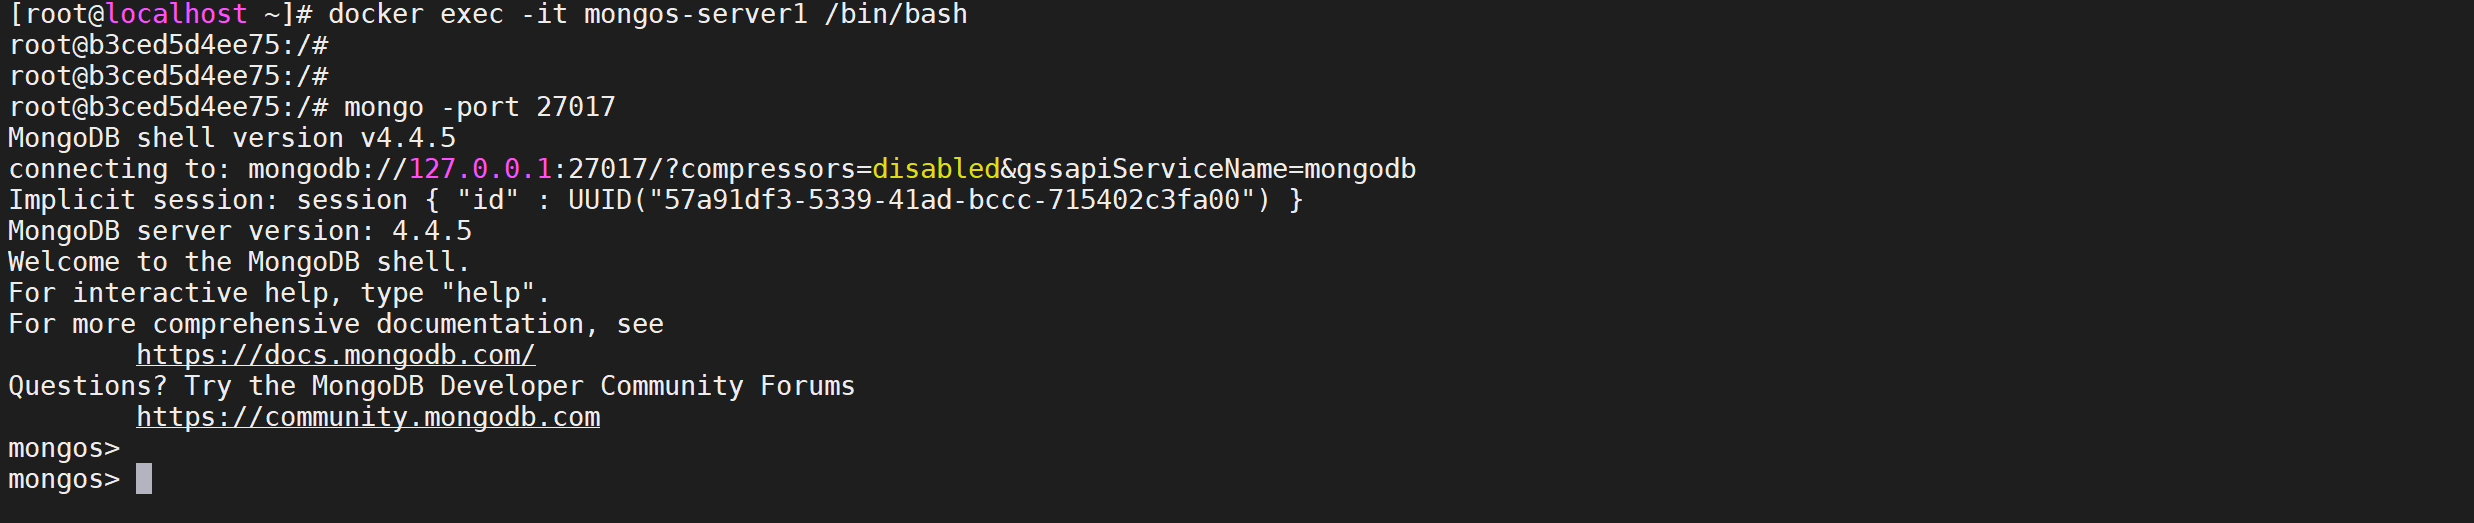 [root@localhost ~]# docker exec -it mongos-server1 /bin/bash
root@b3ced5d4ee75:/#
root@b3ced5d4ee75:/#
root@b3ced5d4ee75:/# mongo -port 27017
MongoDB shell version v4.4.5
connecting to: mongodb://127.0.0.1:27017/?compressors=disabled&gssapiServiceName=mongodb
Implicit session: session { "id" : UUID("57a91df3-5339-41ad-bccc-715402c3fa00") }
MongoDB server version: 4.4.5
Welcome to the MongoDB shell.
For interactive help, type "help".
For more comprehensive documentation, see
        https://docs.mongodb.com/
Questions? Try the MongoDB Developer Community Forums
        https://community.mongodb.com
mongos>
mongos>